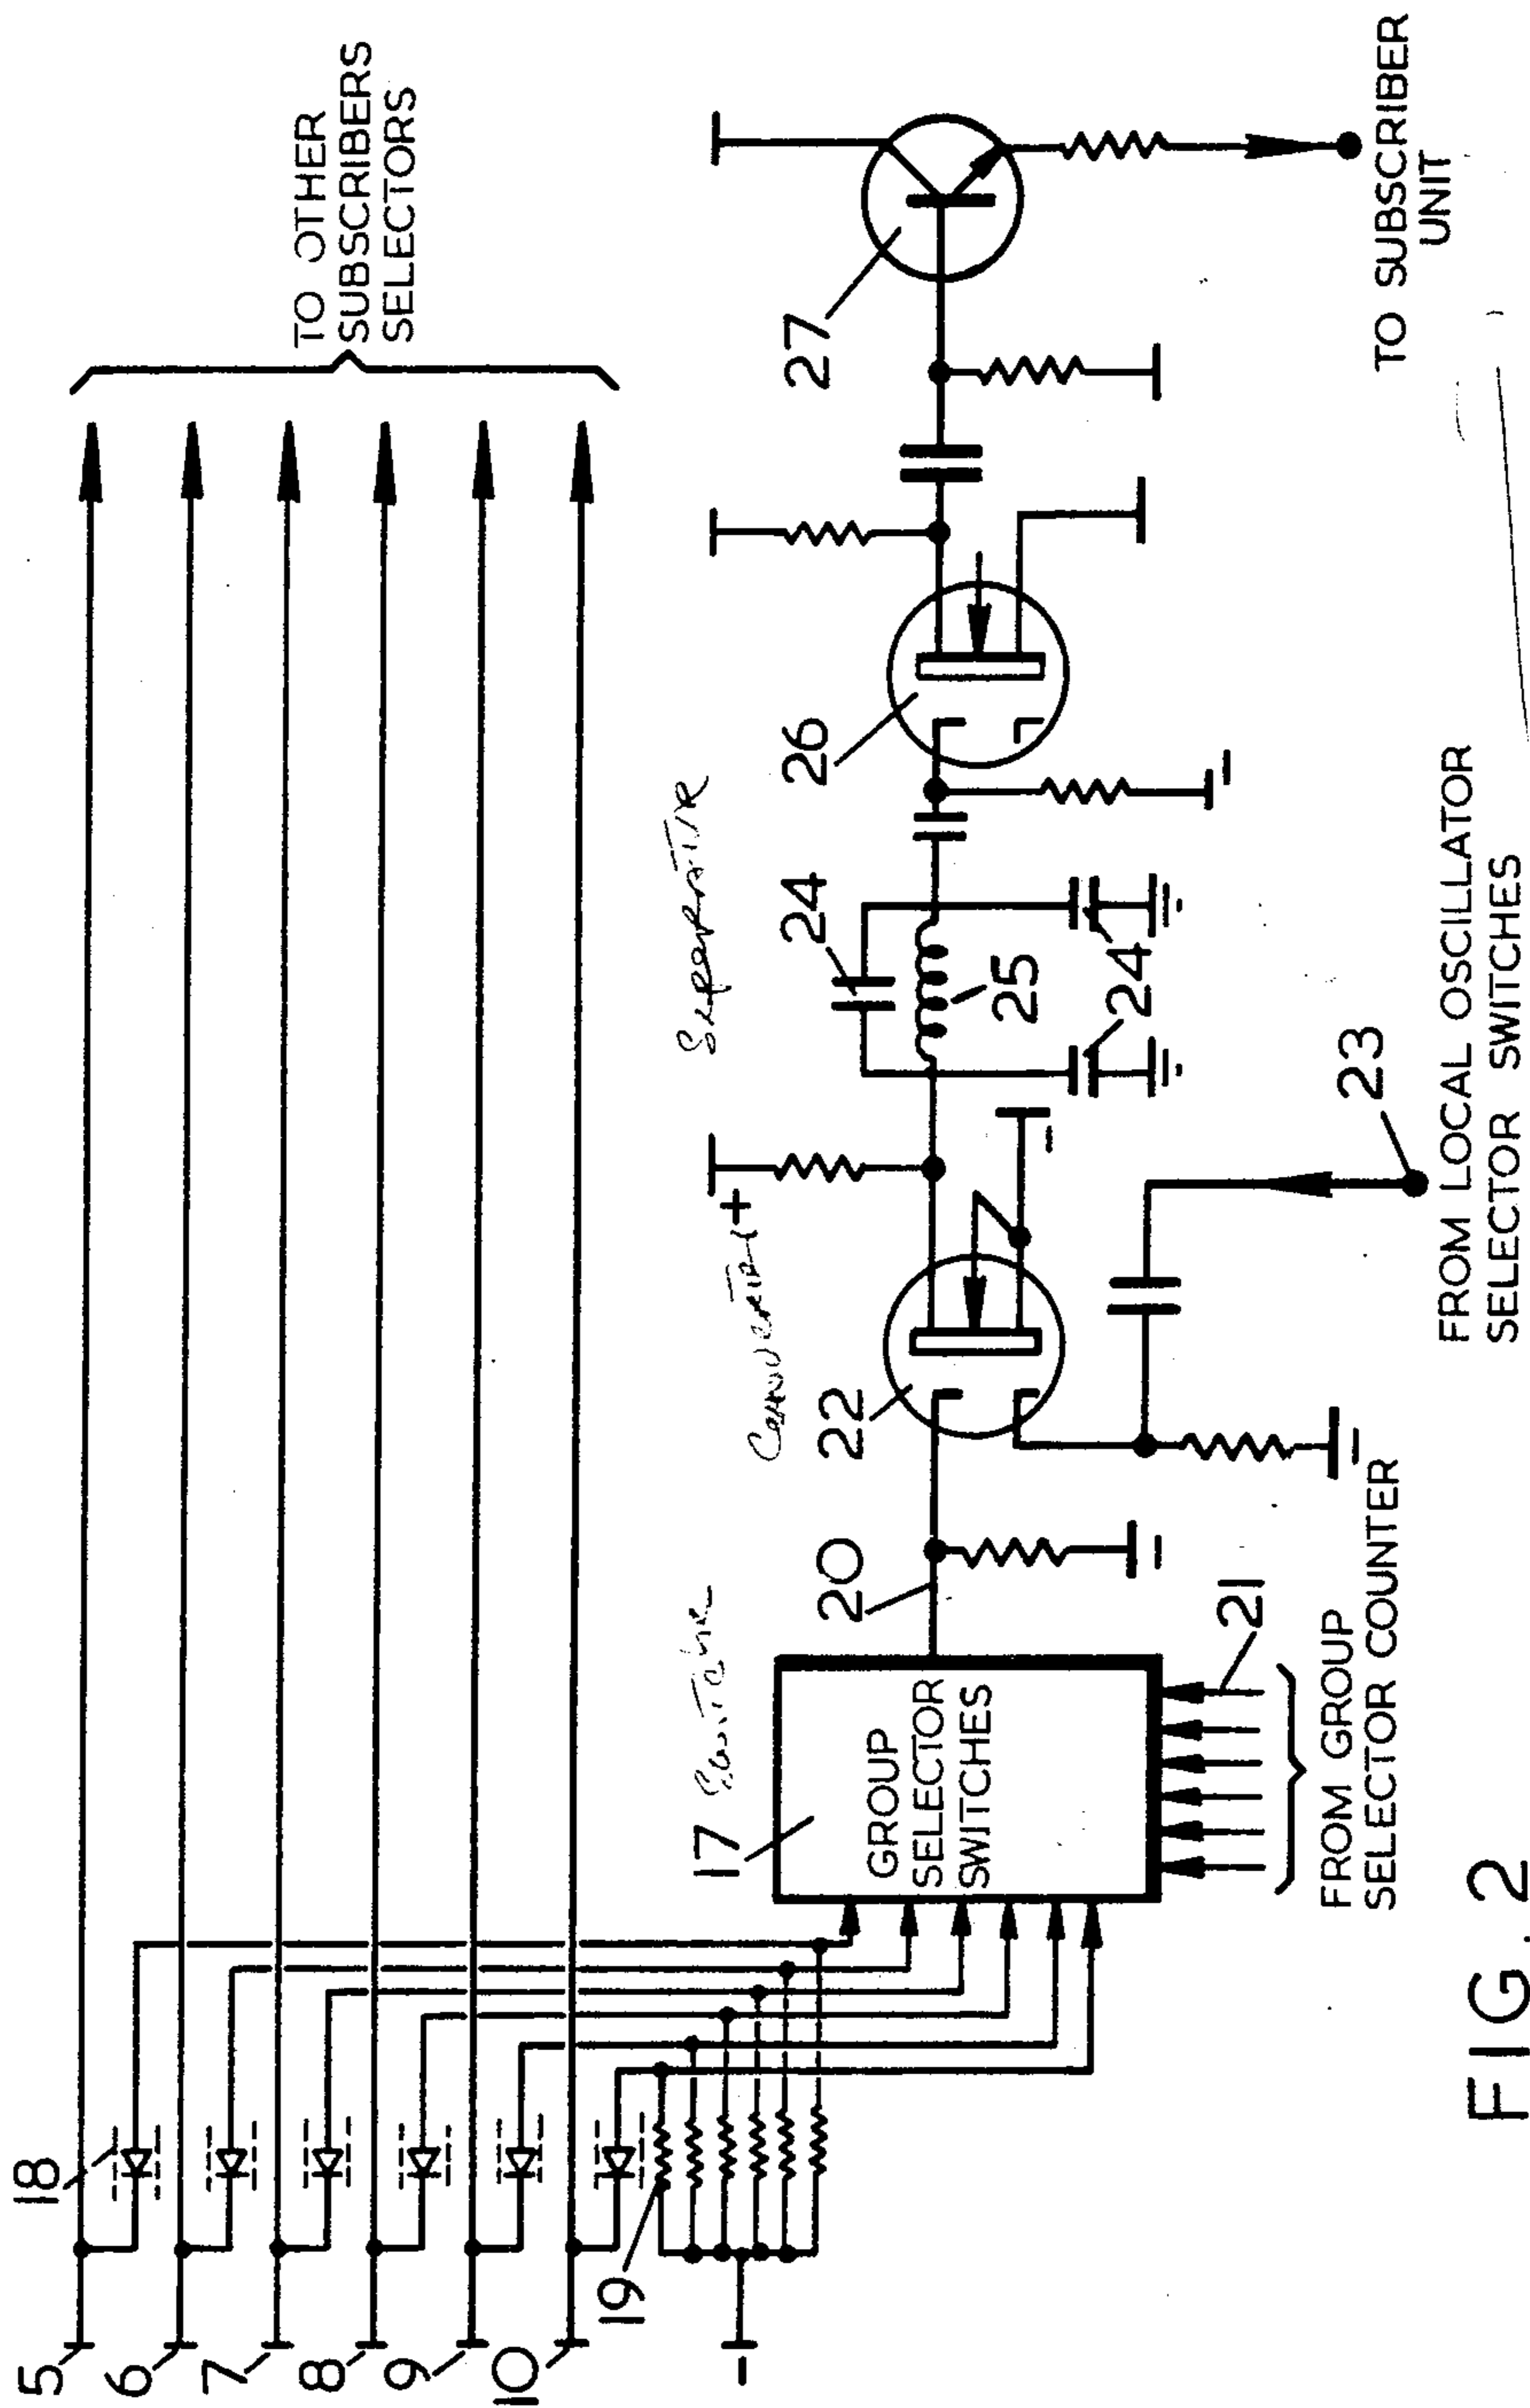 5
6
7
8
9
10
18
19
TO OTHER
SUBSCRIBERS
SELECTORS
17
GROUP
SELECTOR
SWITCHES
20
22
+
24
25
24
26
27
21
FROM GROUP
SELECTOR COUNTER
23
FROM LOCAL OSCILLATOR
SELECTOR SWITCHES
TO SUBSCRIBER
UNIT
FIG. 2